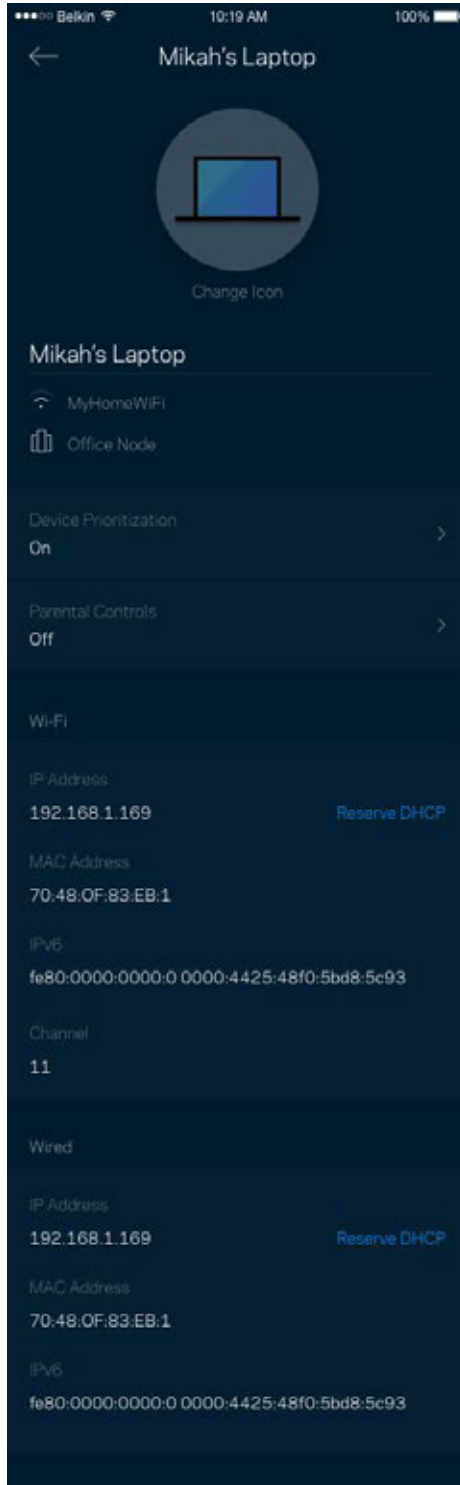 Belkin 10:19 AM 100%
Mikah's Laptop
Change Icon
Mikah's Laptop
MyHomeWiFi
Office Node
Device Prioritization
On
Parental Controls
Off
Wi-Fi
IP Address
192.168.1.169 Reserve DHCP
MAC Address
70:48:0F:83:EB:1
IPv6
fe80:0000:0000:0 0000:4425:48f0:5bd8:5c93
Channel
11
Wired
IP Address
192.168.1.169 Reserve DHCP
MAC Address
70:48:0F:83:EB:1
IPv6
fe80:0000:0000:0 0000:4425:48f0:5bd8:5c93